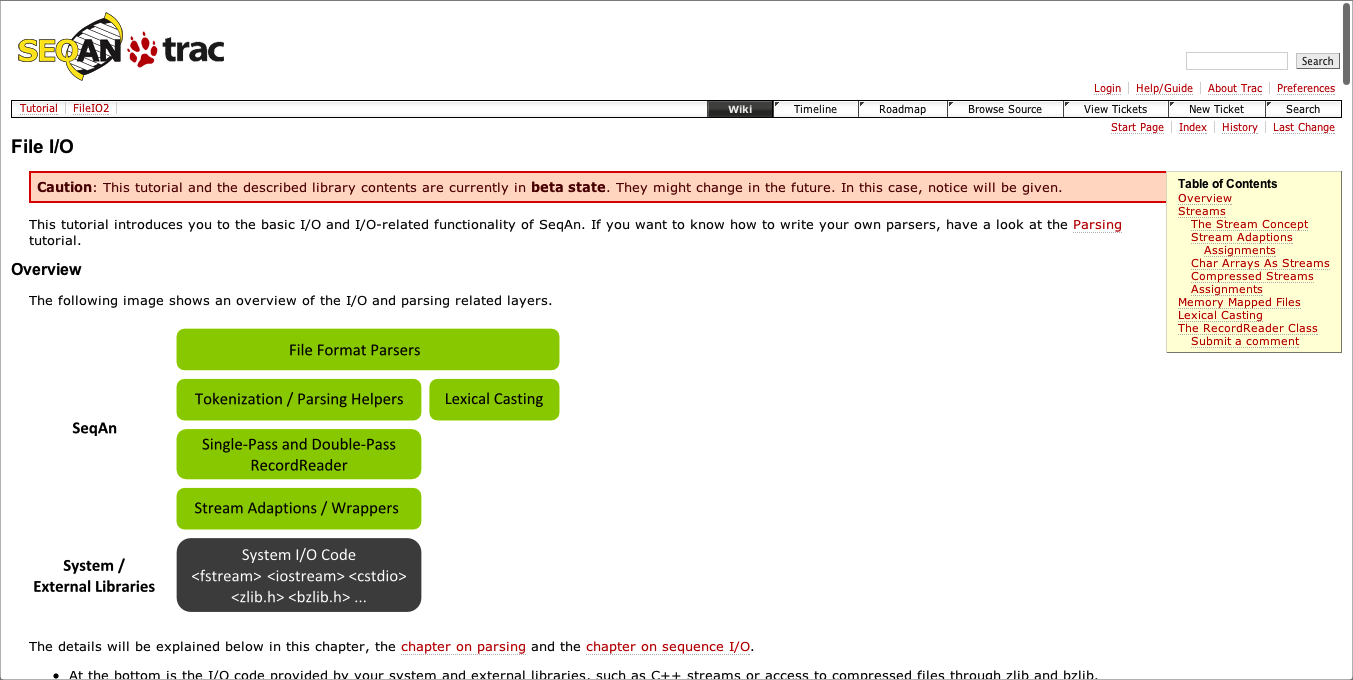 SEQAN trac
Search
Login Help/Guide About Trac Preferences
Tutorial FileIO2 Wiki Timeline Roadmap Browse Source View Tickets New Ticket Search
Start Page Index History Last Change
File I/O
Caution: This tutorial and the described library contents are currently in beta state. They might change in the future. In this case, notice will be given.
This tutorial introduces you to the basic I/O and I/O-related functionality of SeqAn. If you want to know how to write your own parsers, have a look at the Parsing
tutorial.
Table of Contents
Overview
Streams
The Stream Concept
Stream Adaptions
Assignments
Char Arrays As Streams
Compressed Streams
Assignments
Memory Mapped Files
Lexical Casting
The RecordReader Class
Submit a comment
Overview
The following image shows an overview of the I/O and parsing related layers.
File Format Parsers
Tokenization / Parsing Helpers Lexical Casting
SeqAn
Single-Pass and Double-Pass
RecordReader
Stream Adaptions / Wrappers
System /
External Libraries
System I/O Code
<fstream> <iostream> <cstdio>
<zlib.h> <bzlib.h> ...
The details will be explained below in this chapter, the chapter on parsing and the chapter on sequence I/O.
• At the bottom is the I/O code provided by your system and external libraries, such as C++ streams or access to compressed files through zlib and bzlib.